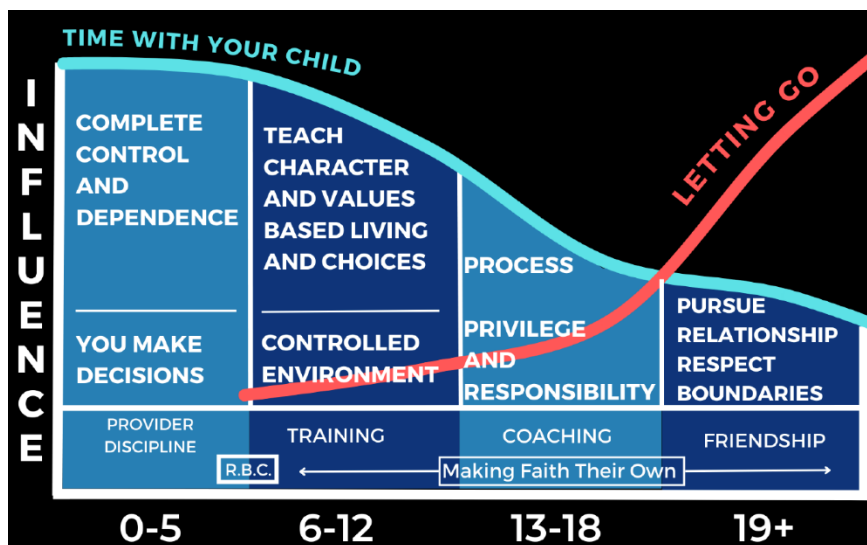 TIME WITH YOUR CHILD
INFLUENCE
LETTING GO
COMPLETE
CONTROL
AND
DEPENDENCE
YOU MAKE
DECISIONS
TEACH
CHARACTER
AND VALUES
BASED LIVING
AND CHOICES
CONTROLLED
ENVIRONMENT
PROCESS
PRIVILEGE
AND
RESPONSIBILITY
PURSUE
RELATIONSHIP
RESPECT
BOUNDARIES
PROVIDER
DISCIPLINE
TRAINING
COACHING
FRIENDSHIP
R.B.C.
Making Faith Their Own
0-5
6-12
13-18
19+